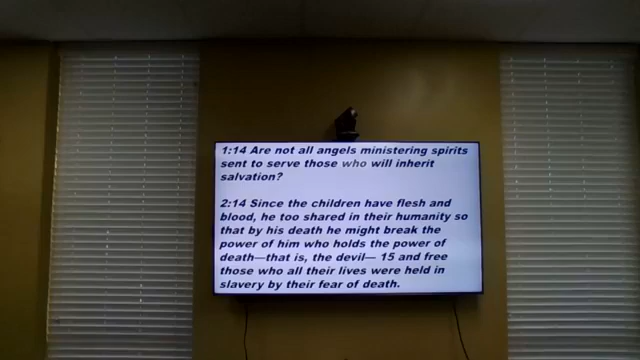 1:14 Are not all angels ministering spirits
sent to serve those who will inherit
salvation?
2:14 Since the children have flesh and
blood, he too shared in their humanity so
that by his death he might break the
power of him who holds the power of
death—that is, the devil— 15 and free
those who all their lives were held in
slavery by their fear of death.